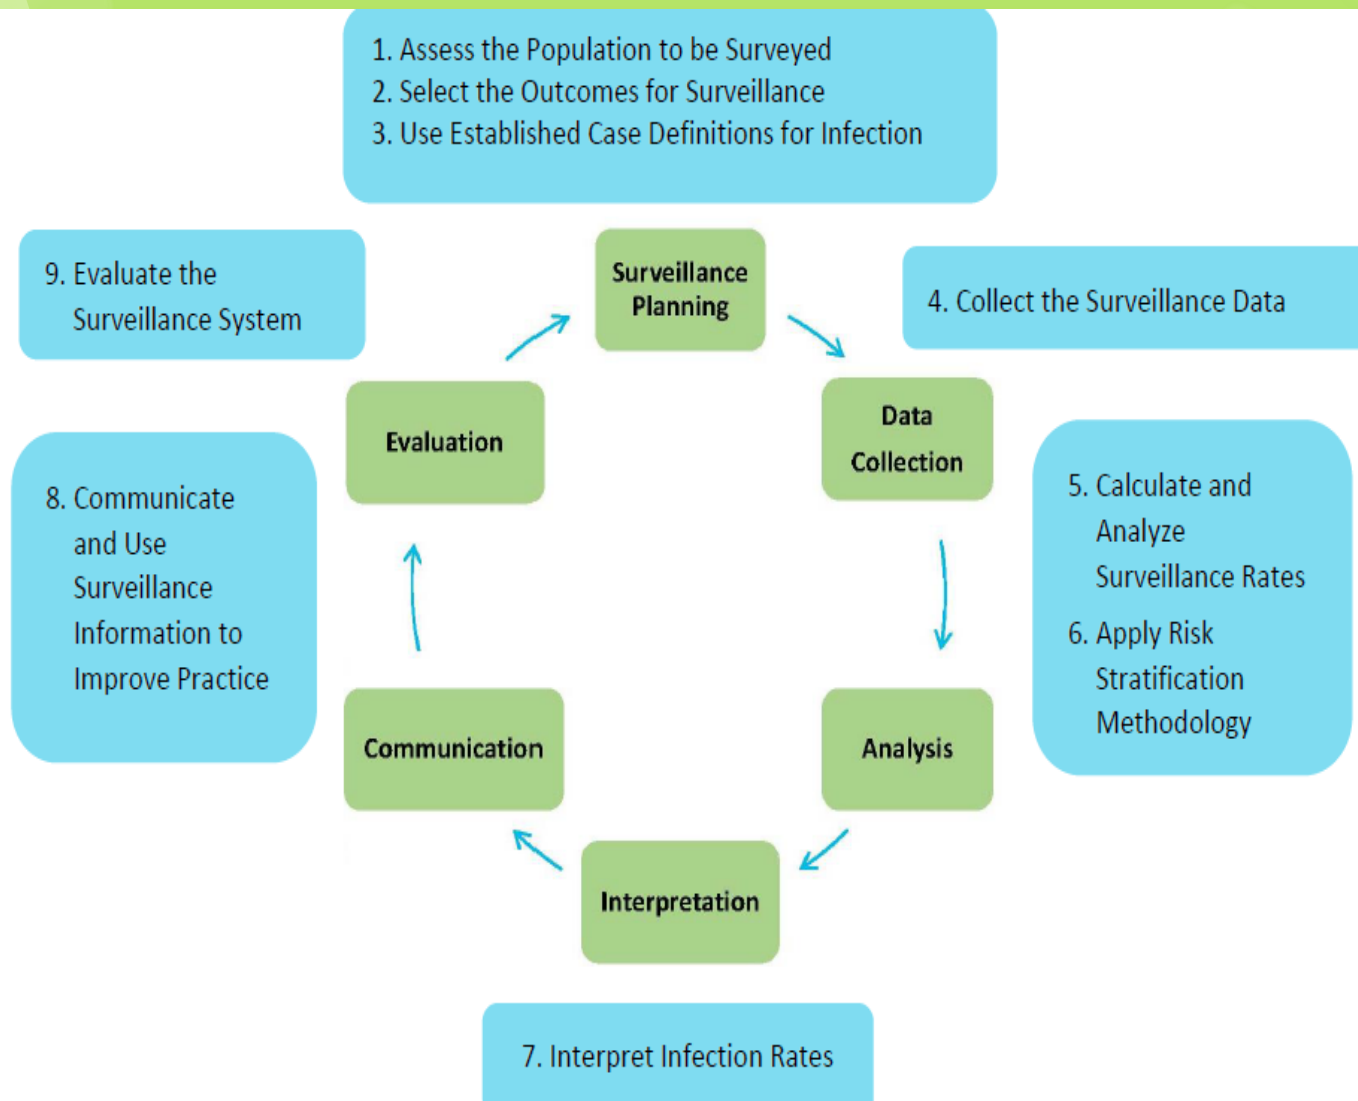 1. Assess the Population to be Surveyed
2. Select the Outcomes for Surveillance
3. Use Established Case Definitions for Infection
9. Evaluate the
Surveillance System
Surveillance
Planning
4. Collect the Surveillance Data
Evaluation
Data
Collection
8. Communicate
and Use
Surveillance
Information to
Improve Practice
5. Calculate and
Analyze
Surveillance Rates
6. Apply Risk
Stratification
Methodology
Communication
Analysis
Interpretation
7. Interpret Infection Rates